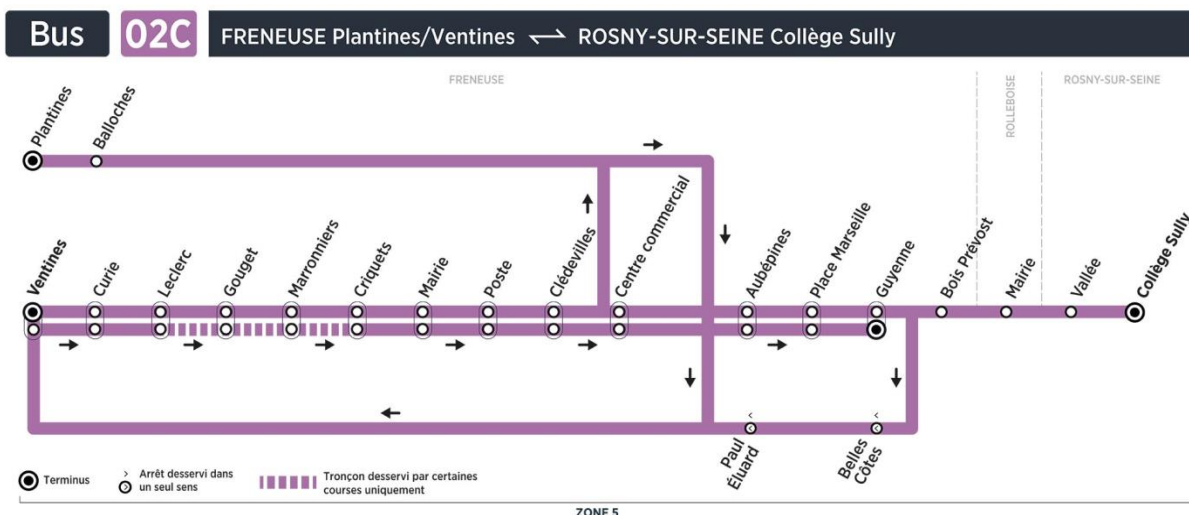 Bus 02C FRENEUSE Plantines/Ventines ROSNY-SUR-SEINE Collège Sully
FRENEUSE
ROLLEBOISE
ROSNY-SUR-SEINE
Plantines
Balloches
Ventines
Curie
Leclerc
Gouget
Marronniers
Criquets
Mairie
Poste
Clédevilles
Centre commercial
Aubépines
Place Marseille
Guyenne
Bois Prévost
Mairie
Vallée
Collège Sully
Paul
Éluard
Belles
Côtes
Terminus
Arrêt desservi dans
un seul sens
Tronçon desservi par certaines
courses uniquement
ZONE 5